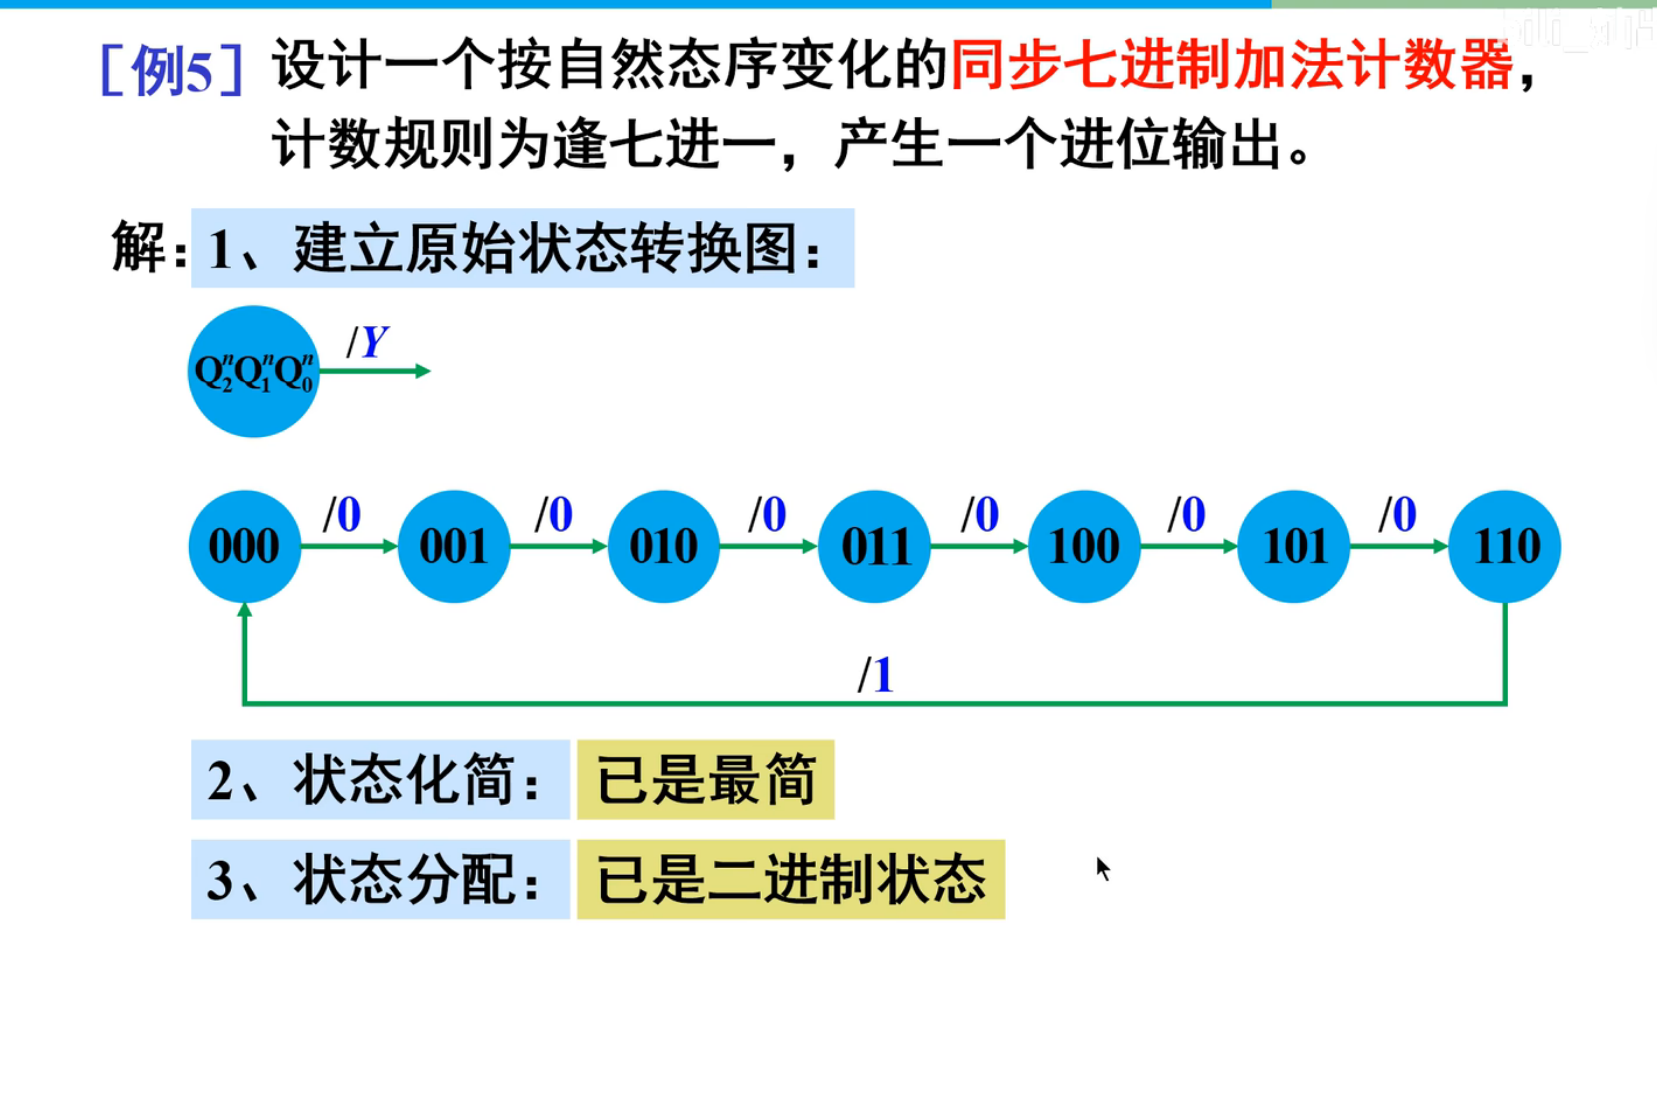 ［例5］设计一个按自然态序变化的同步七进制加法计数器，
计数规则为逢七进一，产生一个进位输出。
解：1、建立原始状态转换图：
/Y
Q₂ⁿQ₁ⁿQ₀ⁿ
/0 /0 /0 /0 /0 /0
000 001 010 011 100 101 110
/1
2、状态化简：已是最简
3、状态分配：已是二进制状态